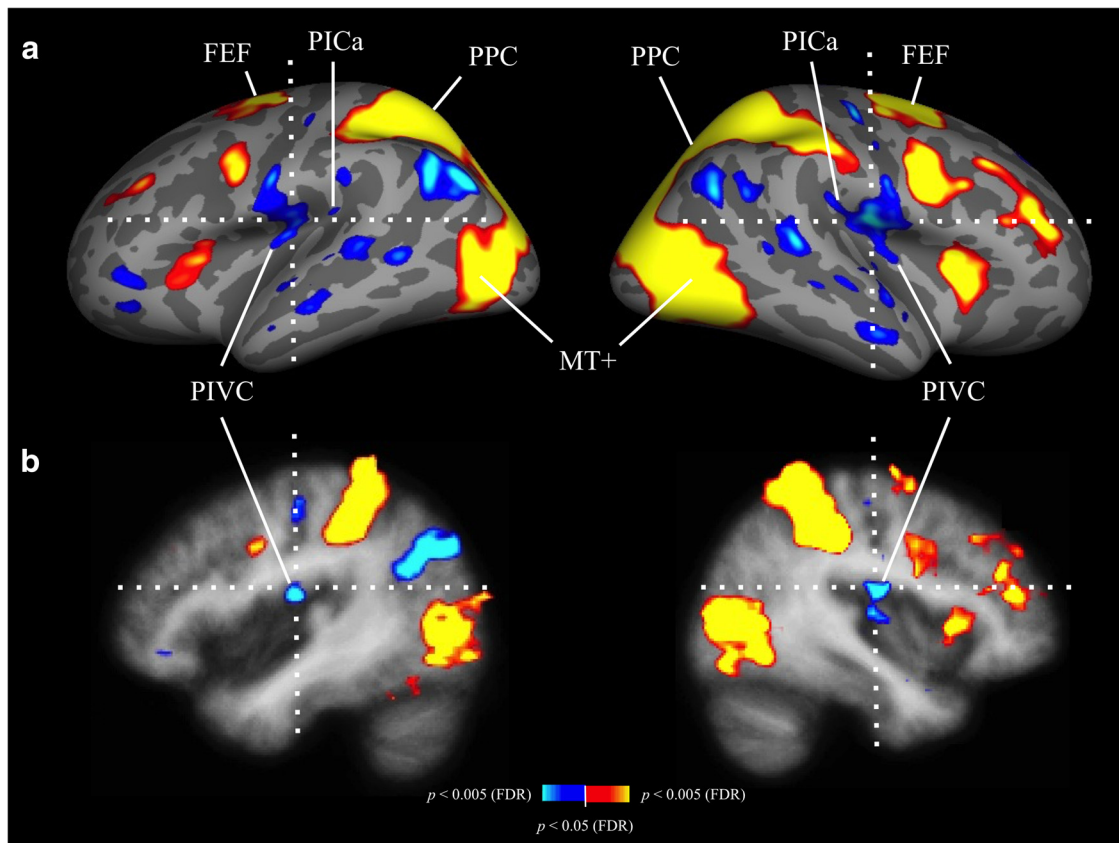 a
FEF
PICa
PPC
PPC
PICa
FEF
MT+
PIVC
PIVC
b
p < 0.005 (FDR)
p < 0.005 (FDR)
p < 0.05 (FDR)